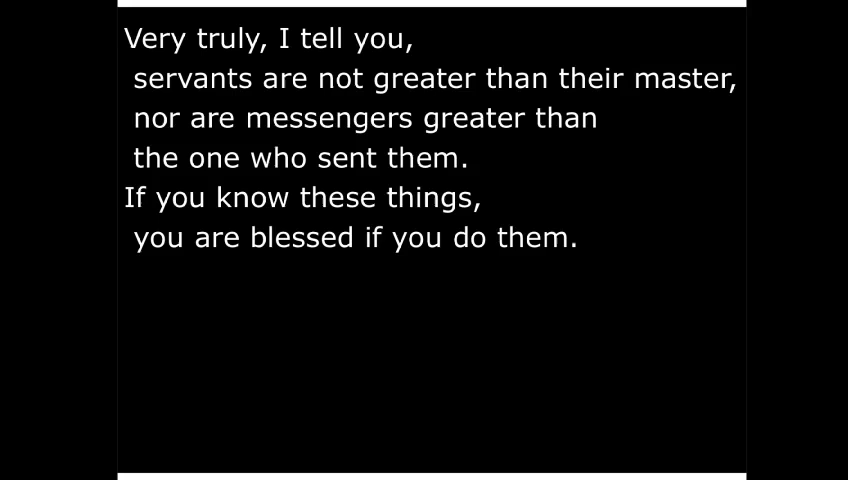 Very truly, I tell you,
servants are not greater than their master,
nor are messengers greater than
the one who sent them.
If you know these things,
you are blessed if you do them.